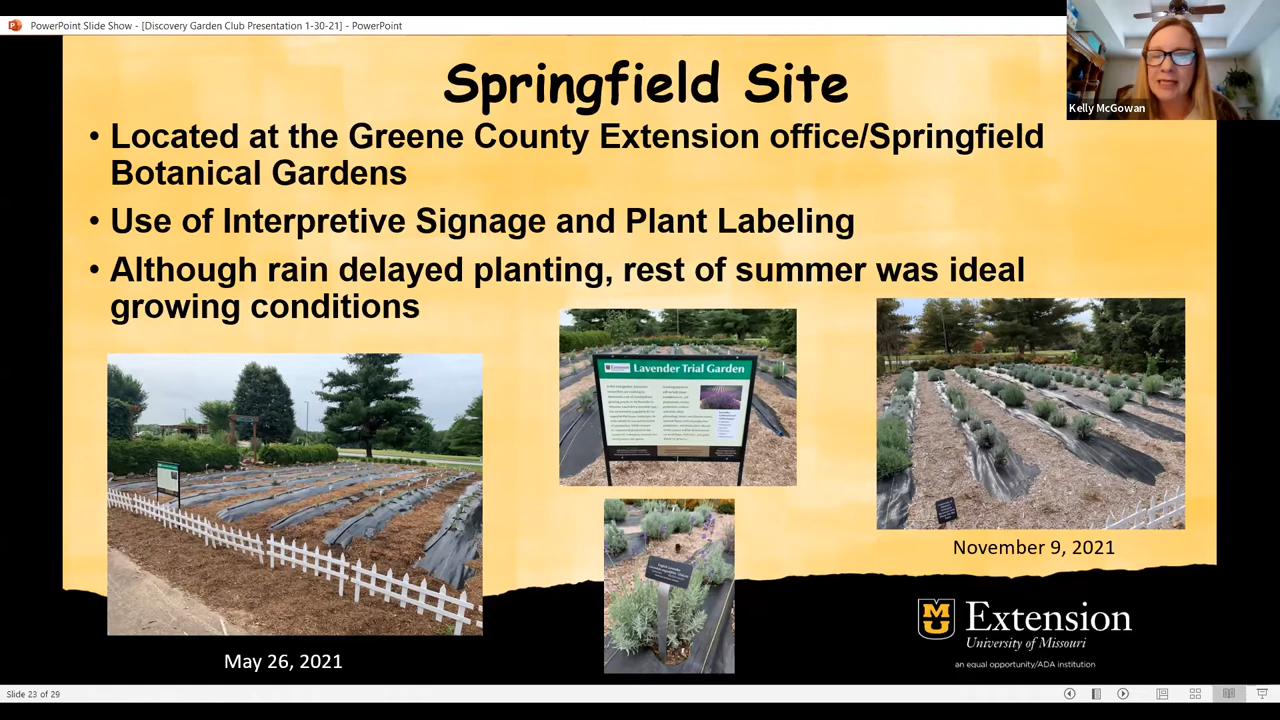 PowerPoint Slide Show - [Discovery Garden Club Presentation 1-30-21] - PowerPoint
Kelly McGowan
Springfield Site
• Located at the Greene County Extension office/Springfield
Botanical Gardens
• Use of Interpretive Signage and Plant Labeling
• Although rain delayed planting, rest of summer was ideal
growing conditions
Lavender Trial Garden
November 9, 2021
May 26, 2021
MU
Extension
University of Missouri
an equal opportunity/ADA institution
Slide 23 of 29